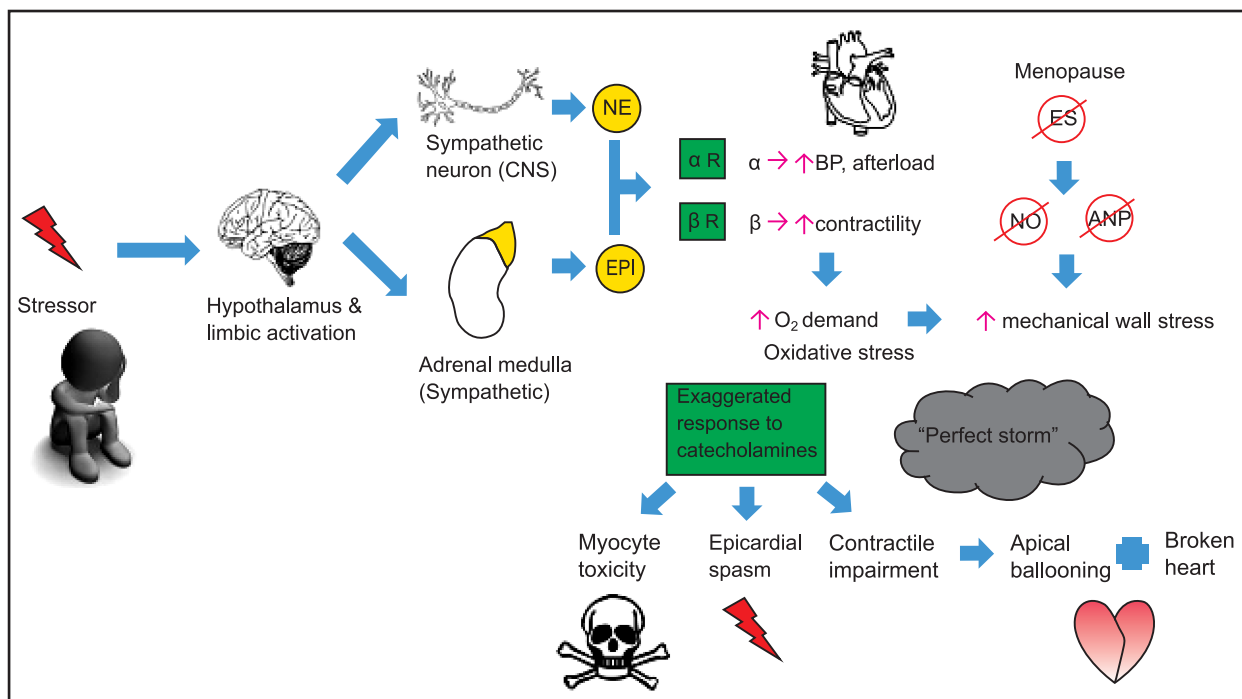 Stressor
Hypothalamus &
limbic activation
Sympathetic
neuron (CNS)
Adrenal medulla
(Sympathetic)
NE
EPI
α R
α → ↑ BP, afterload
β R
β → ↑ contractility
↑ O₂ demand
Oxidative stress
Menopause
ES
NO
ANP
↑ mechanical wall stress
Exaggerated
response to
catecholamines
“Perfect storm”
Myocyte
toxicity
Epicardial
spasm
Contractile
impairment
Apical
ballooning
Broken
heart